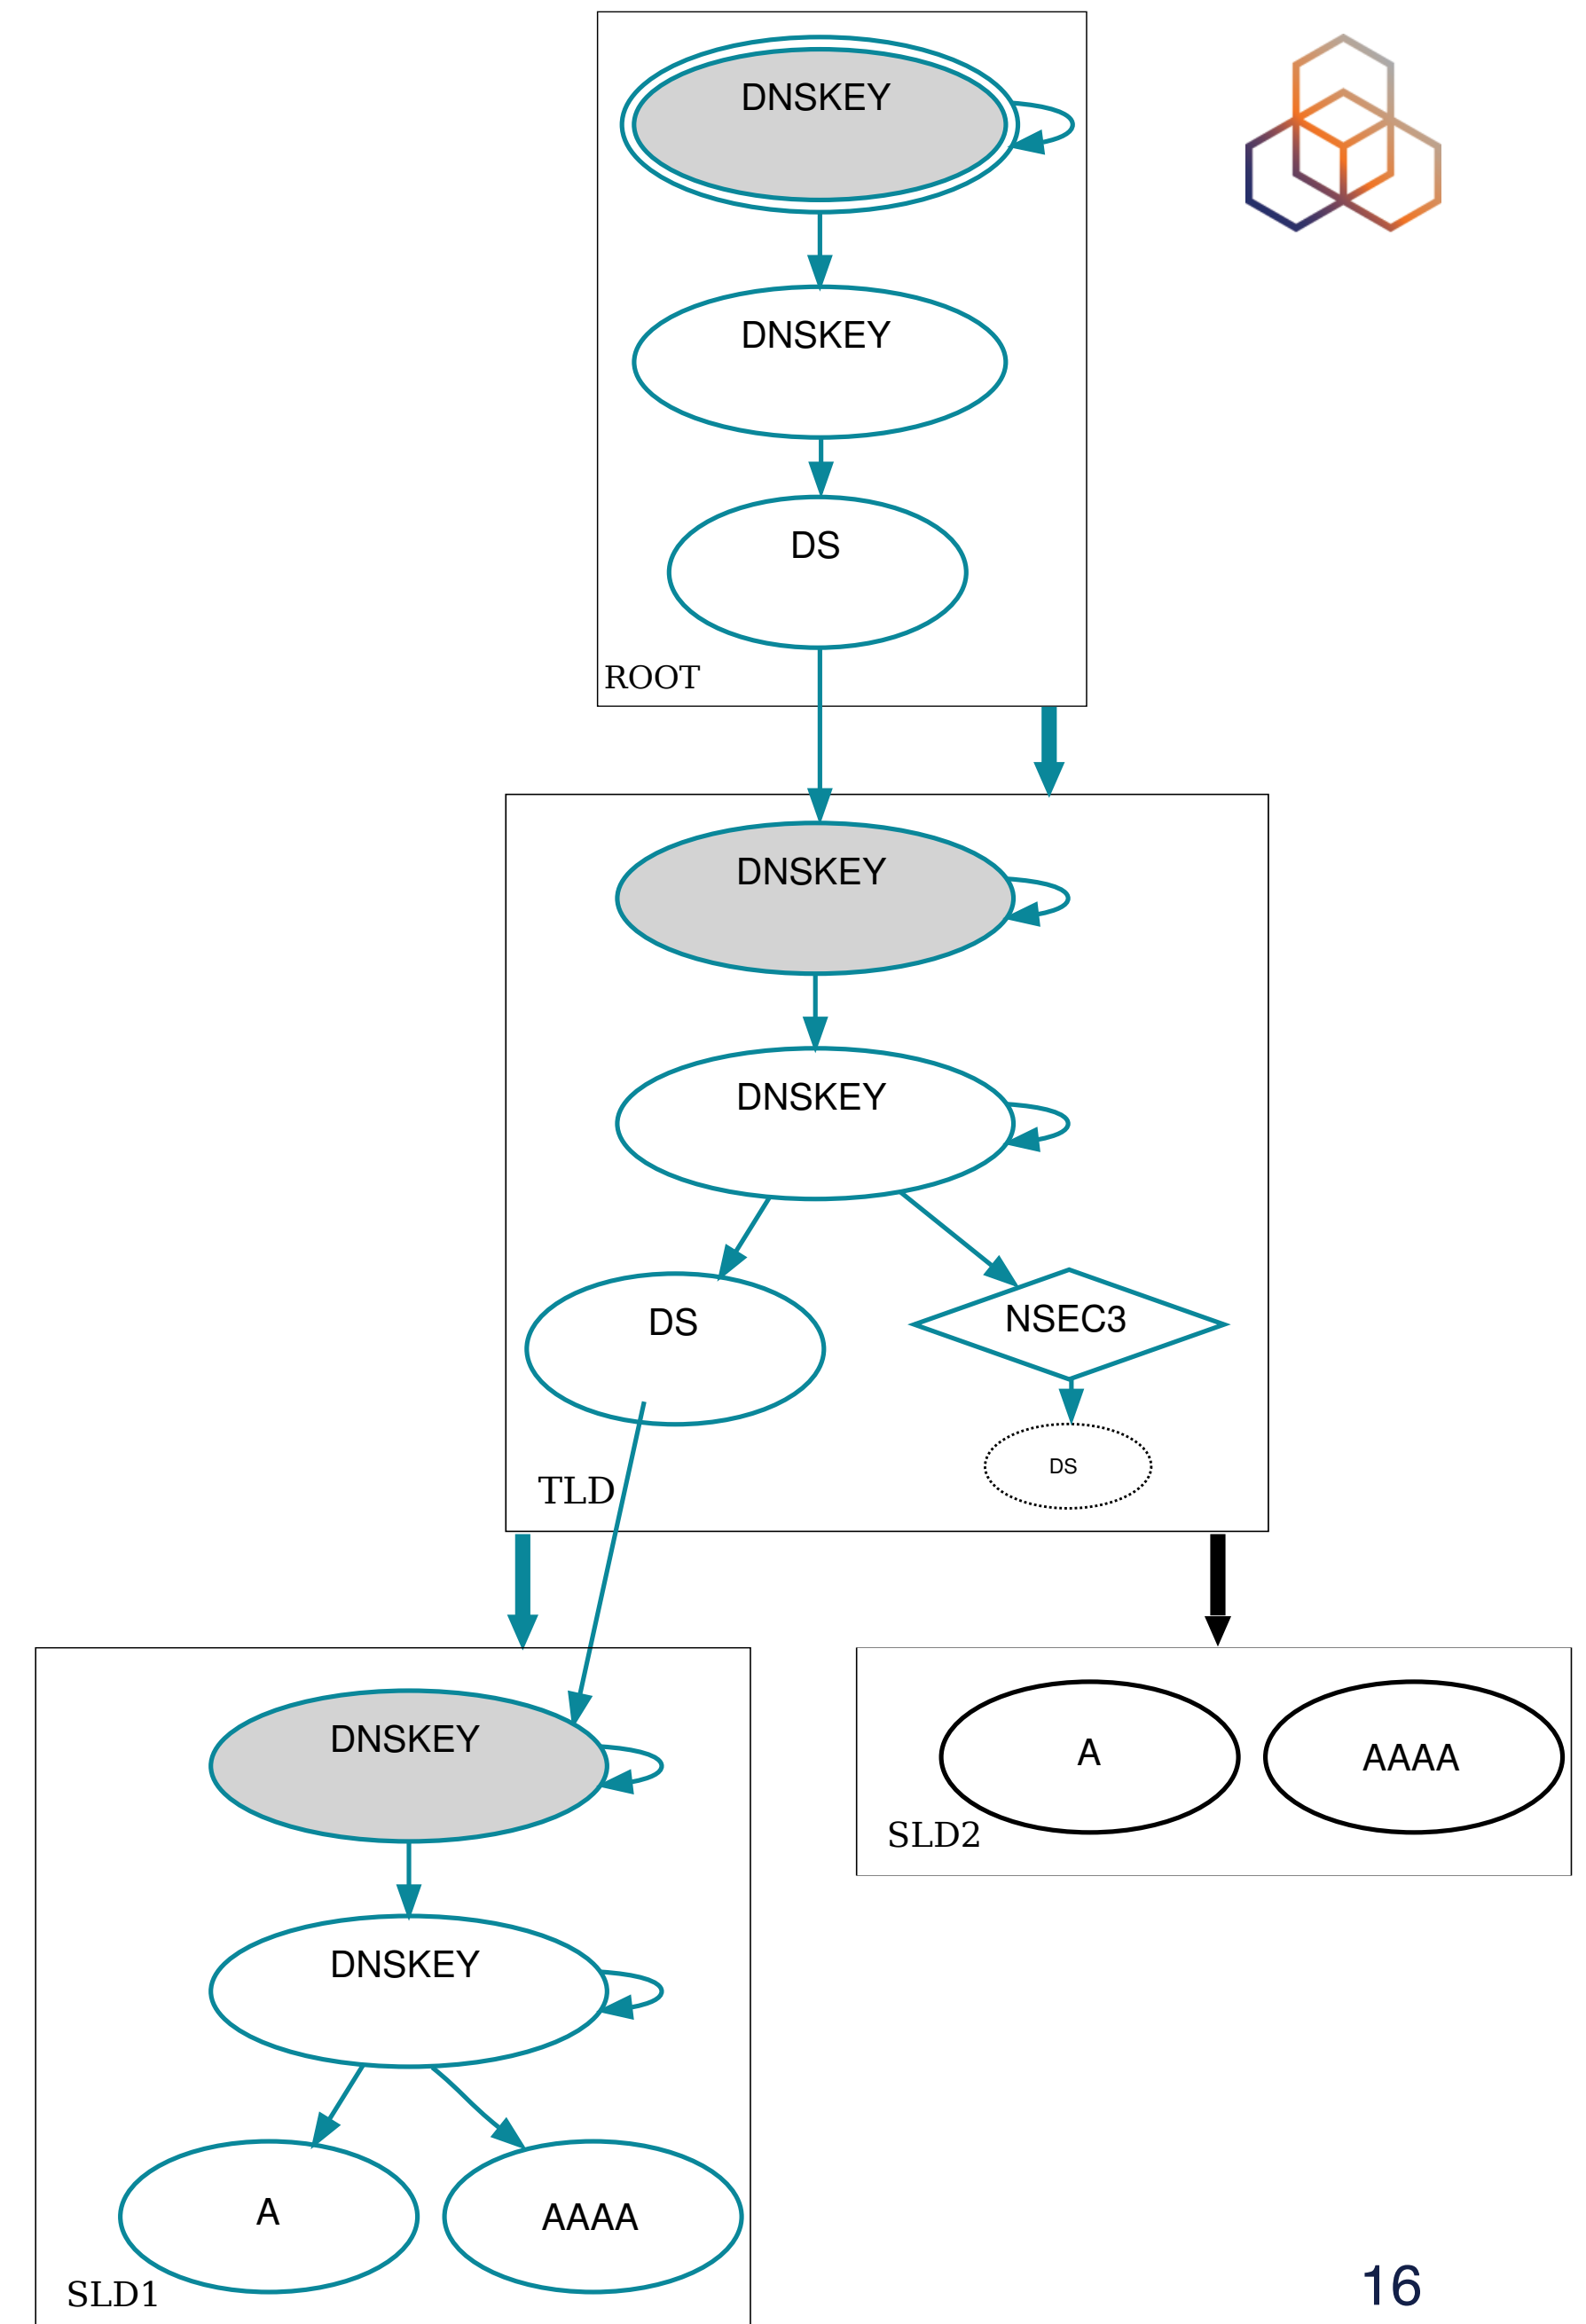 DNSKEY
DNSKEY
DS
ROOT
DNSKEY
DNSKEY
DS
NSEC3
DS
TLD
DNSKEY
A
AAAA
SLD2
DNSKEY
A
AAAA
SLD1
16